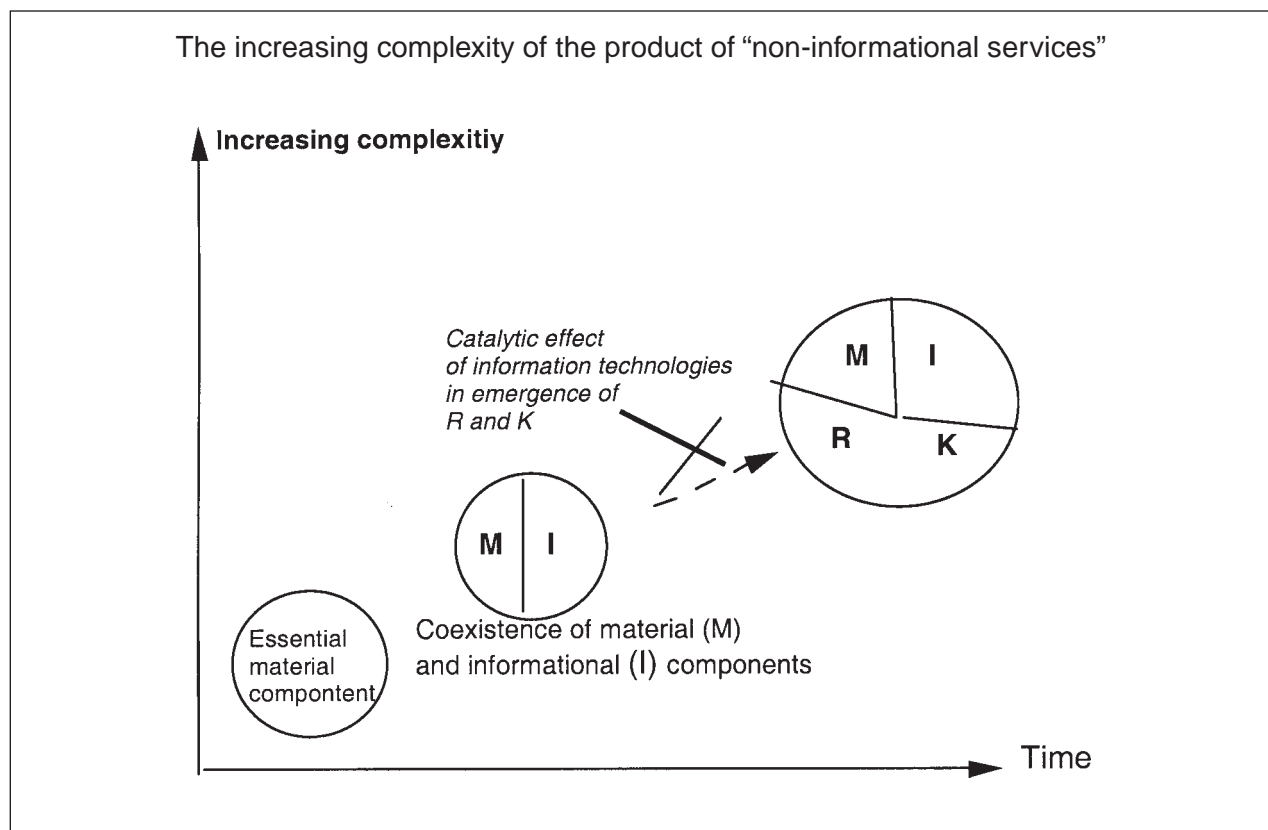 The increasing complexity of the product of “non-informational services”
Increasing complexitiy
Catalytic effect
of information technologies
in emergence of
R and K
M
I
R
K
M
I
Essential
material
compontent
Coexistence of material (M)
and informational (I) components
Time